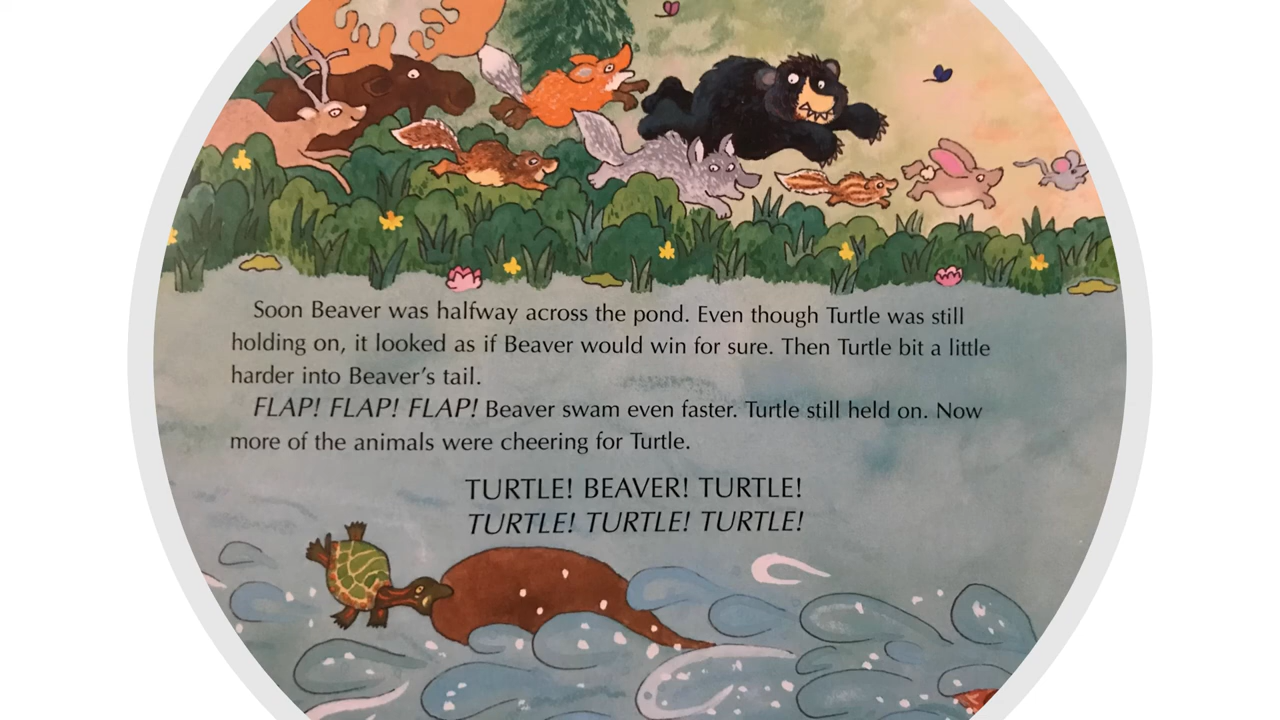 Soon Beaver was halfway across the pond. Even though Turtle was still
holding on, it looked as if Beaver would win for sure. Then Turtle bit a little
harder into Beaver's tail.
FLAP! FLAP! FLAP! Beaver swam even faster. Turtle still held on. Now
more of the animals were cheering for Turtle.
TURTLE! BEAVER! TURTLE!
TURTLE! TURTLE! TURTLE!